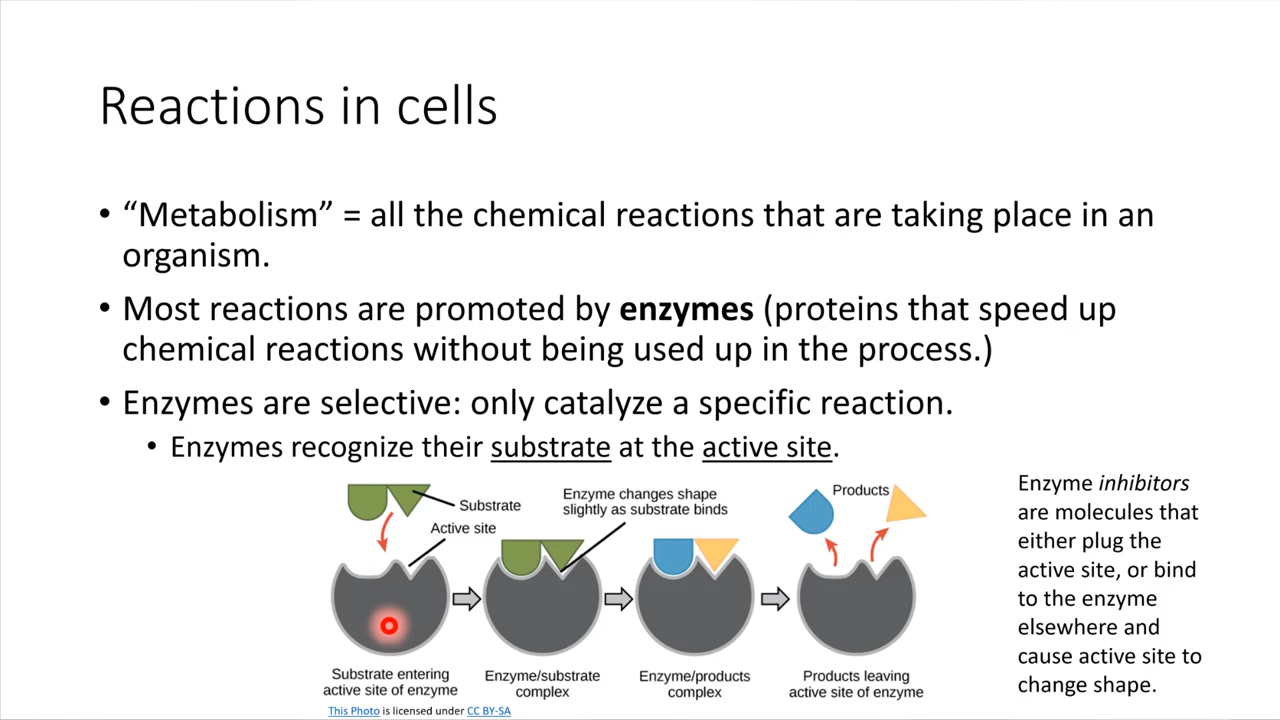 Reactions in cells
• “Metabolism” = all the chemical reactions that are taking place in an
organism.
• Most reactions are promoted by enzymes (proteins that speed up
chemical reactions without being used up in the process.)
• Enzymes are selective: only catalyze a specific reaction.
• Enzymes recognize their substrate at the active site.
Substrate
Active site
Enzyme changes shape
slightly as substrate binds
Products
Substrate entering
active site of enzyme
Enzyme/substrate
complex
Enzyme/products
complex
Products leaving
active site of enzyme
This Photo is licensed under CC BY-SA
Enzyme inhibitors
are molecules that
either plug the
active site, or bind
to the enzyme
elsewhere and
cause active site to
change shape.